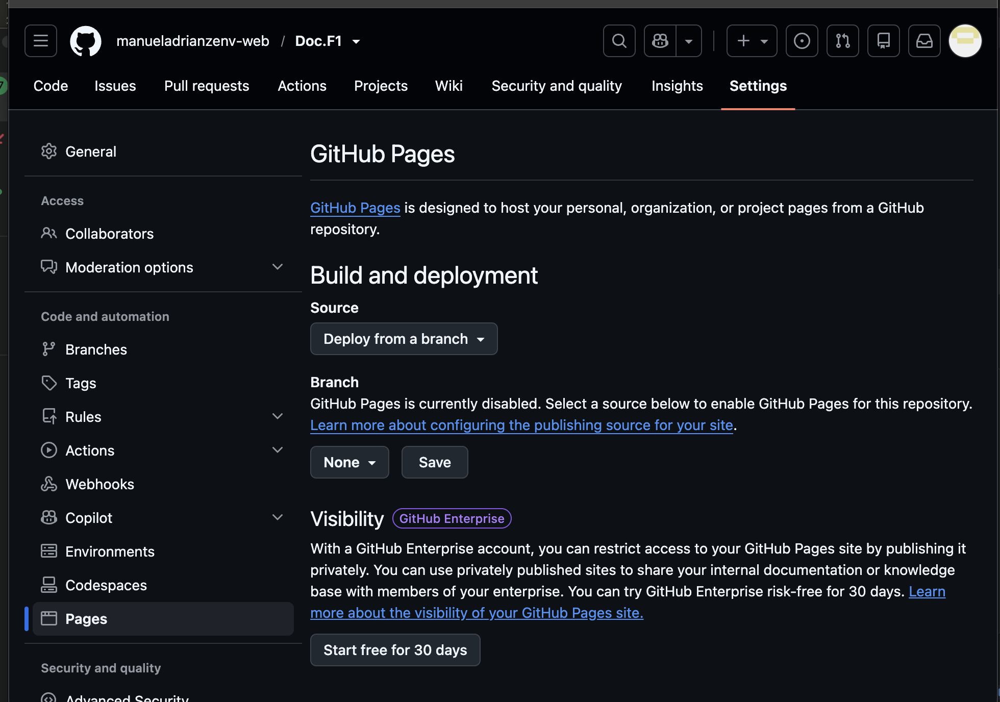 manueladrianzenv-web / Doc.F1
Code Issues Pull requests Actions Projects Wiki Security and quality Insights Settings
General
Access
Collaborators
Moderation options
Code and automation
Branches
Tags
Rules
Actions
Webhooks
Copilot
Environments
Codespaces
Pages
Security and quality
Advanced Security
GitHub Pages
GitHub Pages is designed to host your personal, organization, or project pages from a GitHub
repository.
Build and deployment
Source
Deploy from a branch
Branch
GitHub Pages is currently disabled. Select a source below to enable GitHub Pages for this repository.
Learn more about configuring the publishing source for your site.
None Save
Visibility GitHub Enterprise
With a GitHub Enterprise account, you can restrict access to your GitHub Pages site by publishing it
privately. You can use privately published sites to share your internal documentation or knowledge
base with members of your enterprise. You can try GitHub Enterprise risk-free for 30 days. Learn
more about the visibility of your GitHub Pages site.
Start free for 30 days